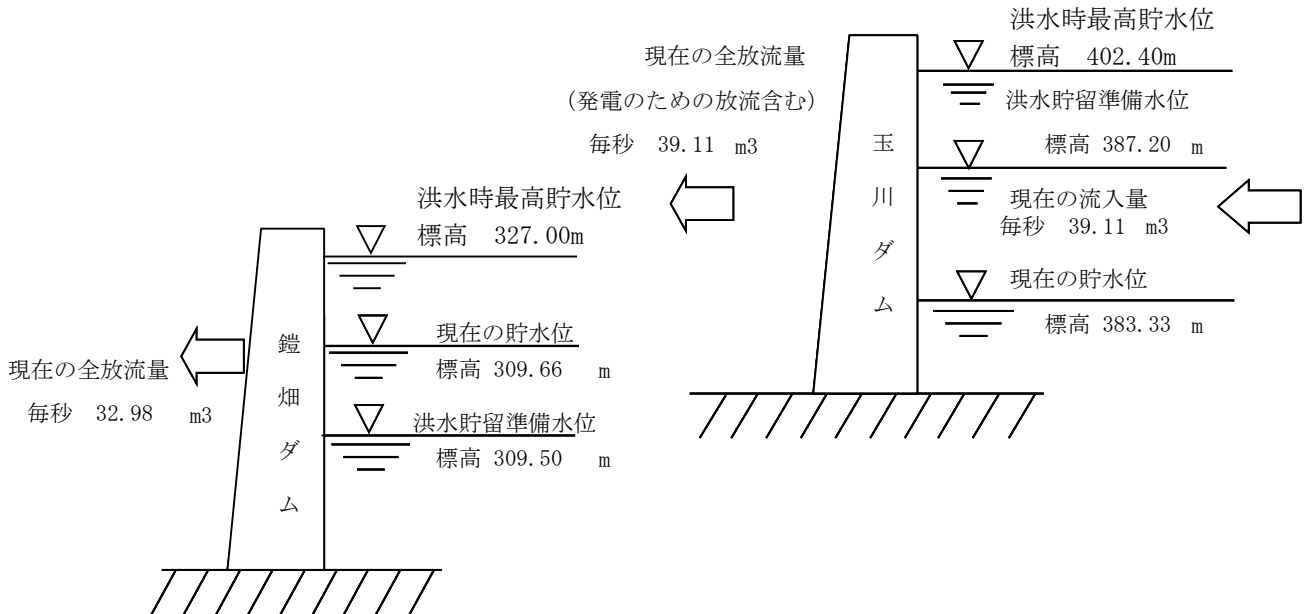 洪水時最高貯水位
標高 402.40m
洪水貯留準備水位
標高 387.20 m
現在の流入量
毎秒 39.11 m3
現在の貯水位
標高 383.33 m
玉川ダム
現在の全放流量
(発電のための放流含む)
毎秒 39.11 m3
洪水時最高貯水位
標高 327.00m
現在の貯水位
標高 309.66 m
洪水貯留準備水位
標高 309.50 m
鎧畑ダム
現在の全放流量
毎秒 32.98 m3